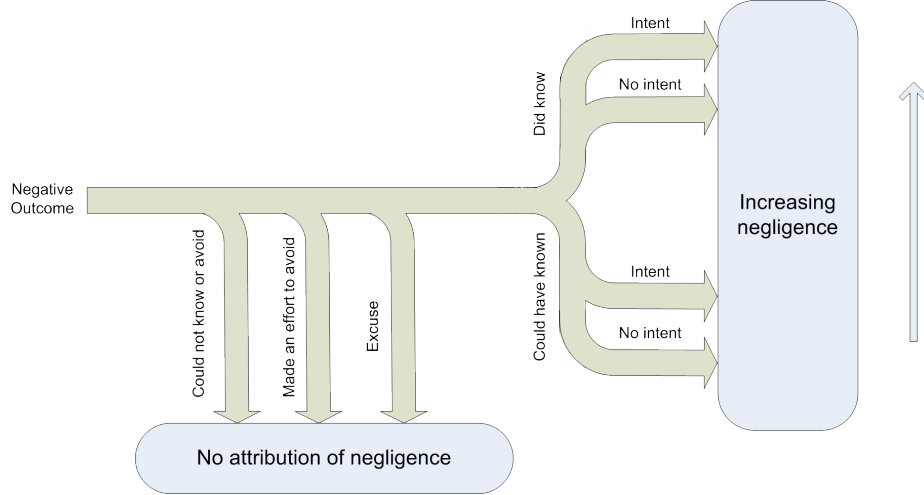 Negative
Outcome
Could not know or avoid
Made an effort to avoid
Excuse
No attribution of negligence
Did know
Intent
No intent
Could have known
Intent
No intent
Increasing
negligence